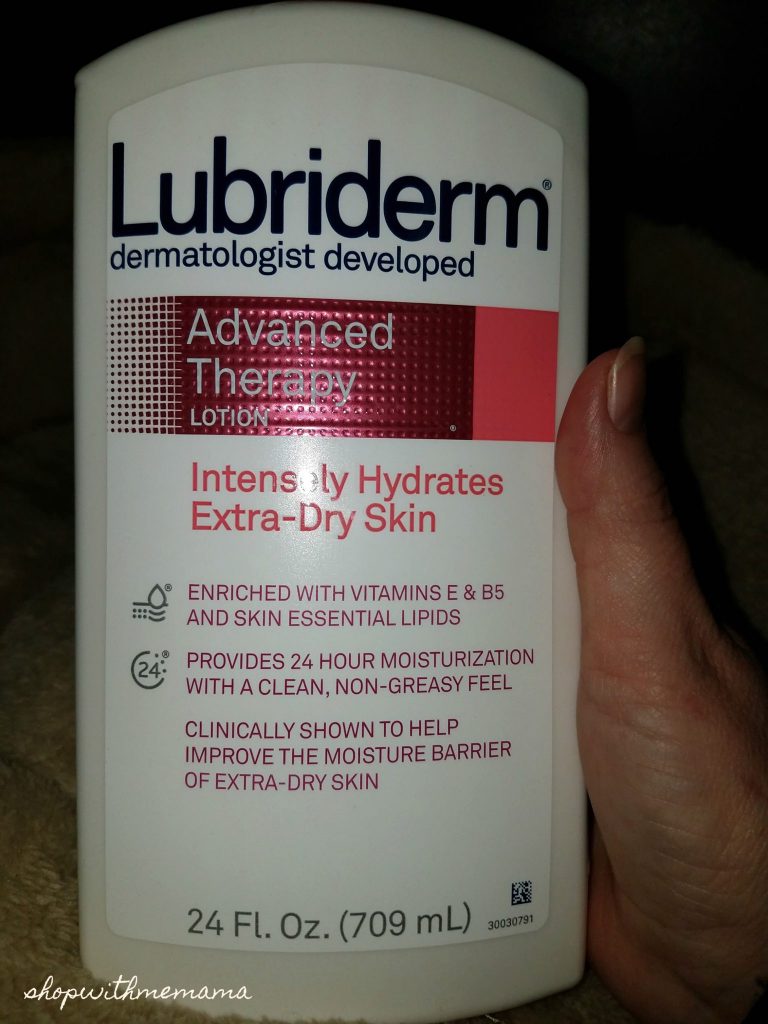 Lubriderm®
dermatologist developed
Advanced
Therapy
LOTION
®
Intensely Hydrates
Extra-Dry Skin
®
ENRICHED WITH VITAMINS E & B5
AND SKIN ESSENTIAL LIPIDS
24
®
PROVIDES 24 HOUR MOISTURIZATION
WITH A CLEAN, NON-GREASY FEEL
CLINICALLY SHOWN TO HELP
IMPROVE THE MOISTURE BARRIER
OF EXTRA-DRY SKIN
24 Fl. Oz. (709 mL)
30030791
shopwithmemama